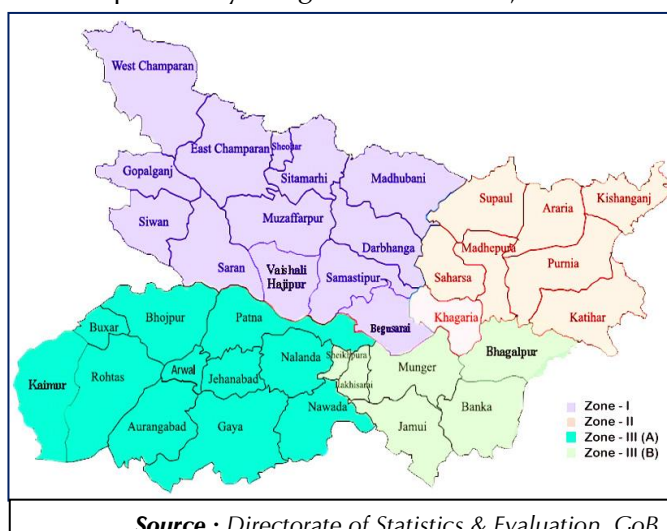 West Champaran
East Champaran
Sheohar
Gopalganj
Sitamarhi
Madhubani
Siwan
Muzaffarpur
Darbhanga
Saran
Vaishali
Hajipur
Samastipur
Begusarai
Supaul
Araria
Kishanganj
Madhepura
Saharsa
Purnia
Khagaria
Katihar
Buxar
Bhojpur
Patna
Kaimur
Rohtas
Arwal
Jehanabad
Nalanda
Sheikhpura
Lakhisarai
Munger
Bhagalpur
Aurangabad
Gaya
Nawada
Jamui
Banka
Zone - I
Zone - II
Zone - III (A)
Zone - III (B)
Source : Directorate of Statistics & Evaluation, GoB